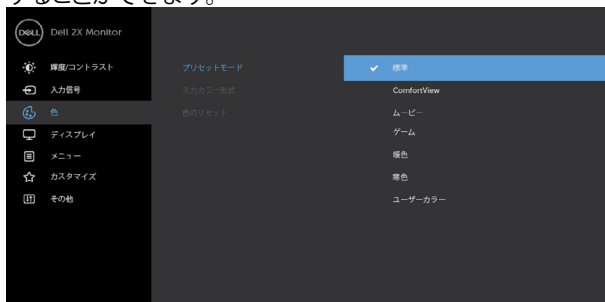 することができます。
DELL Dell 2X Monitor
輝度/コントラスト
プリセットモード
標準
入力信号
入力カラー形式
ComfortView
色
色のリセット
ムービー
ディスプレイ
ゲーム
メニュー
暖色
カスタマイズ
寒色
その他
ユーザーカラー